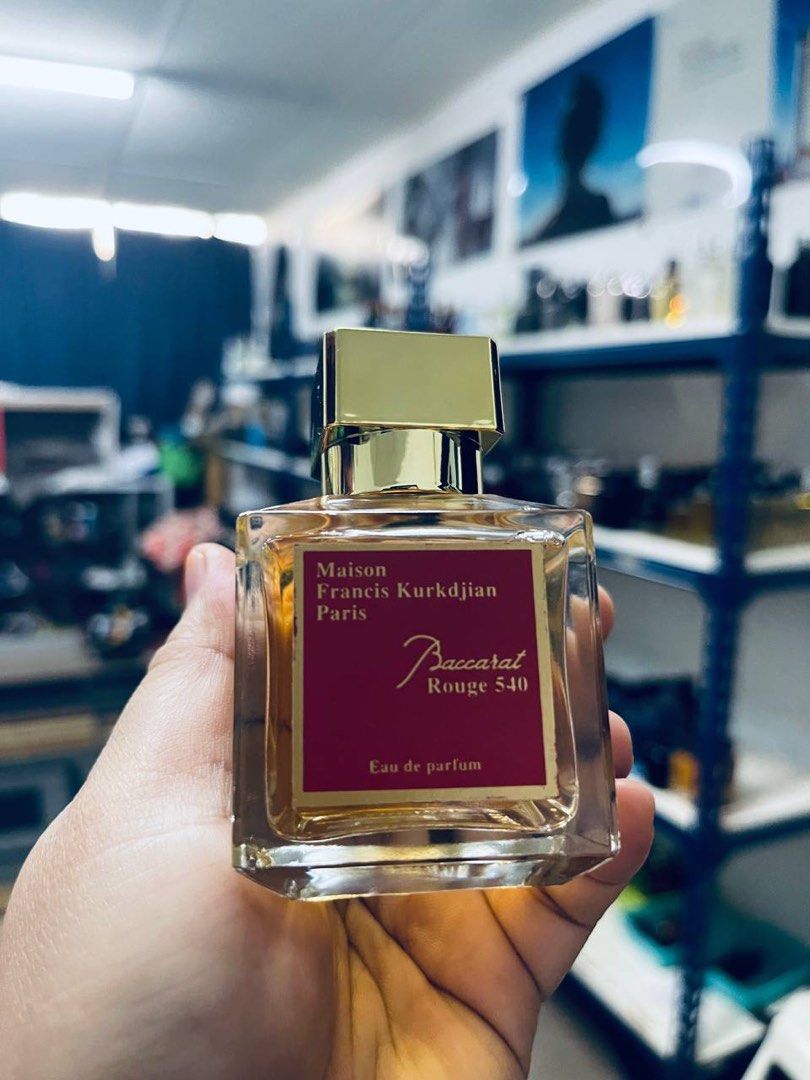 Maison
Francis Kurkdjian
Paris
Baccarat
Rouge 540
Eau de parfum